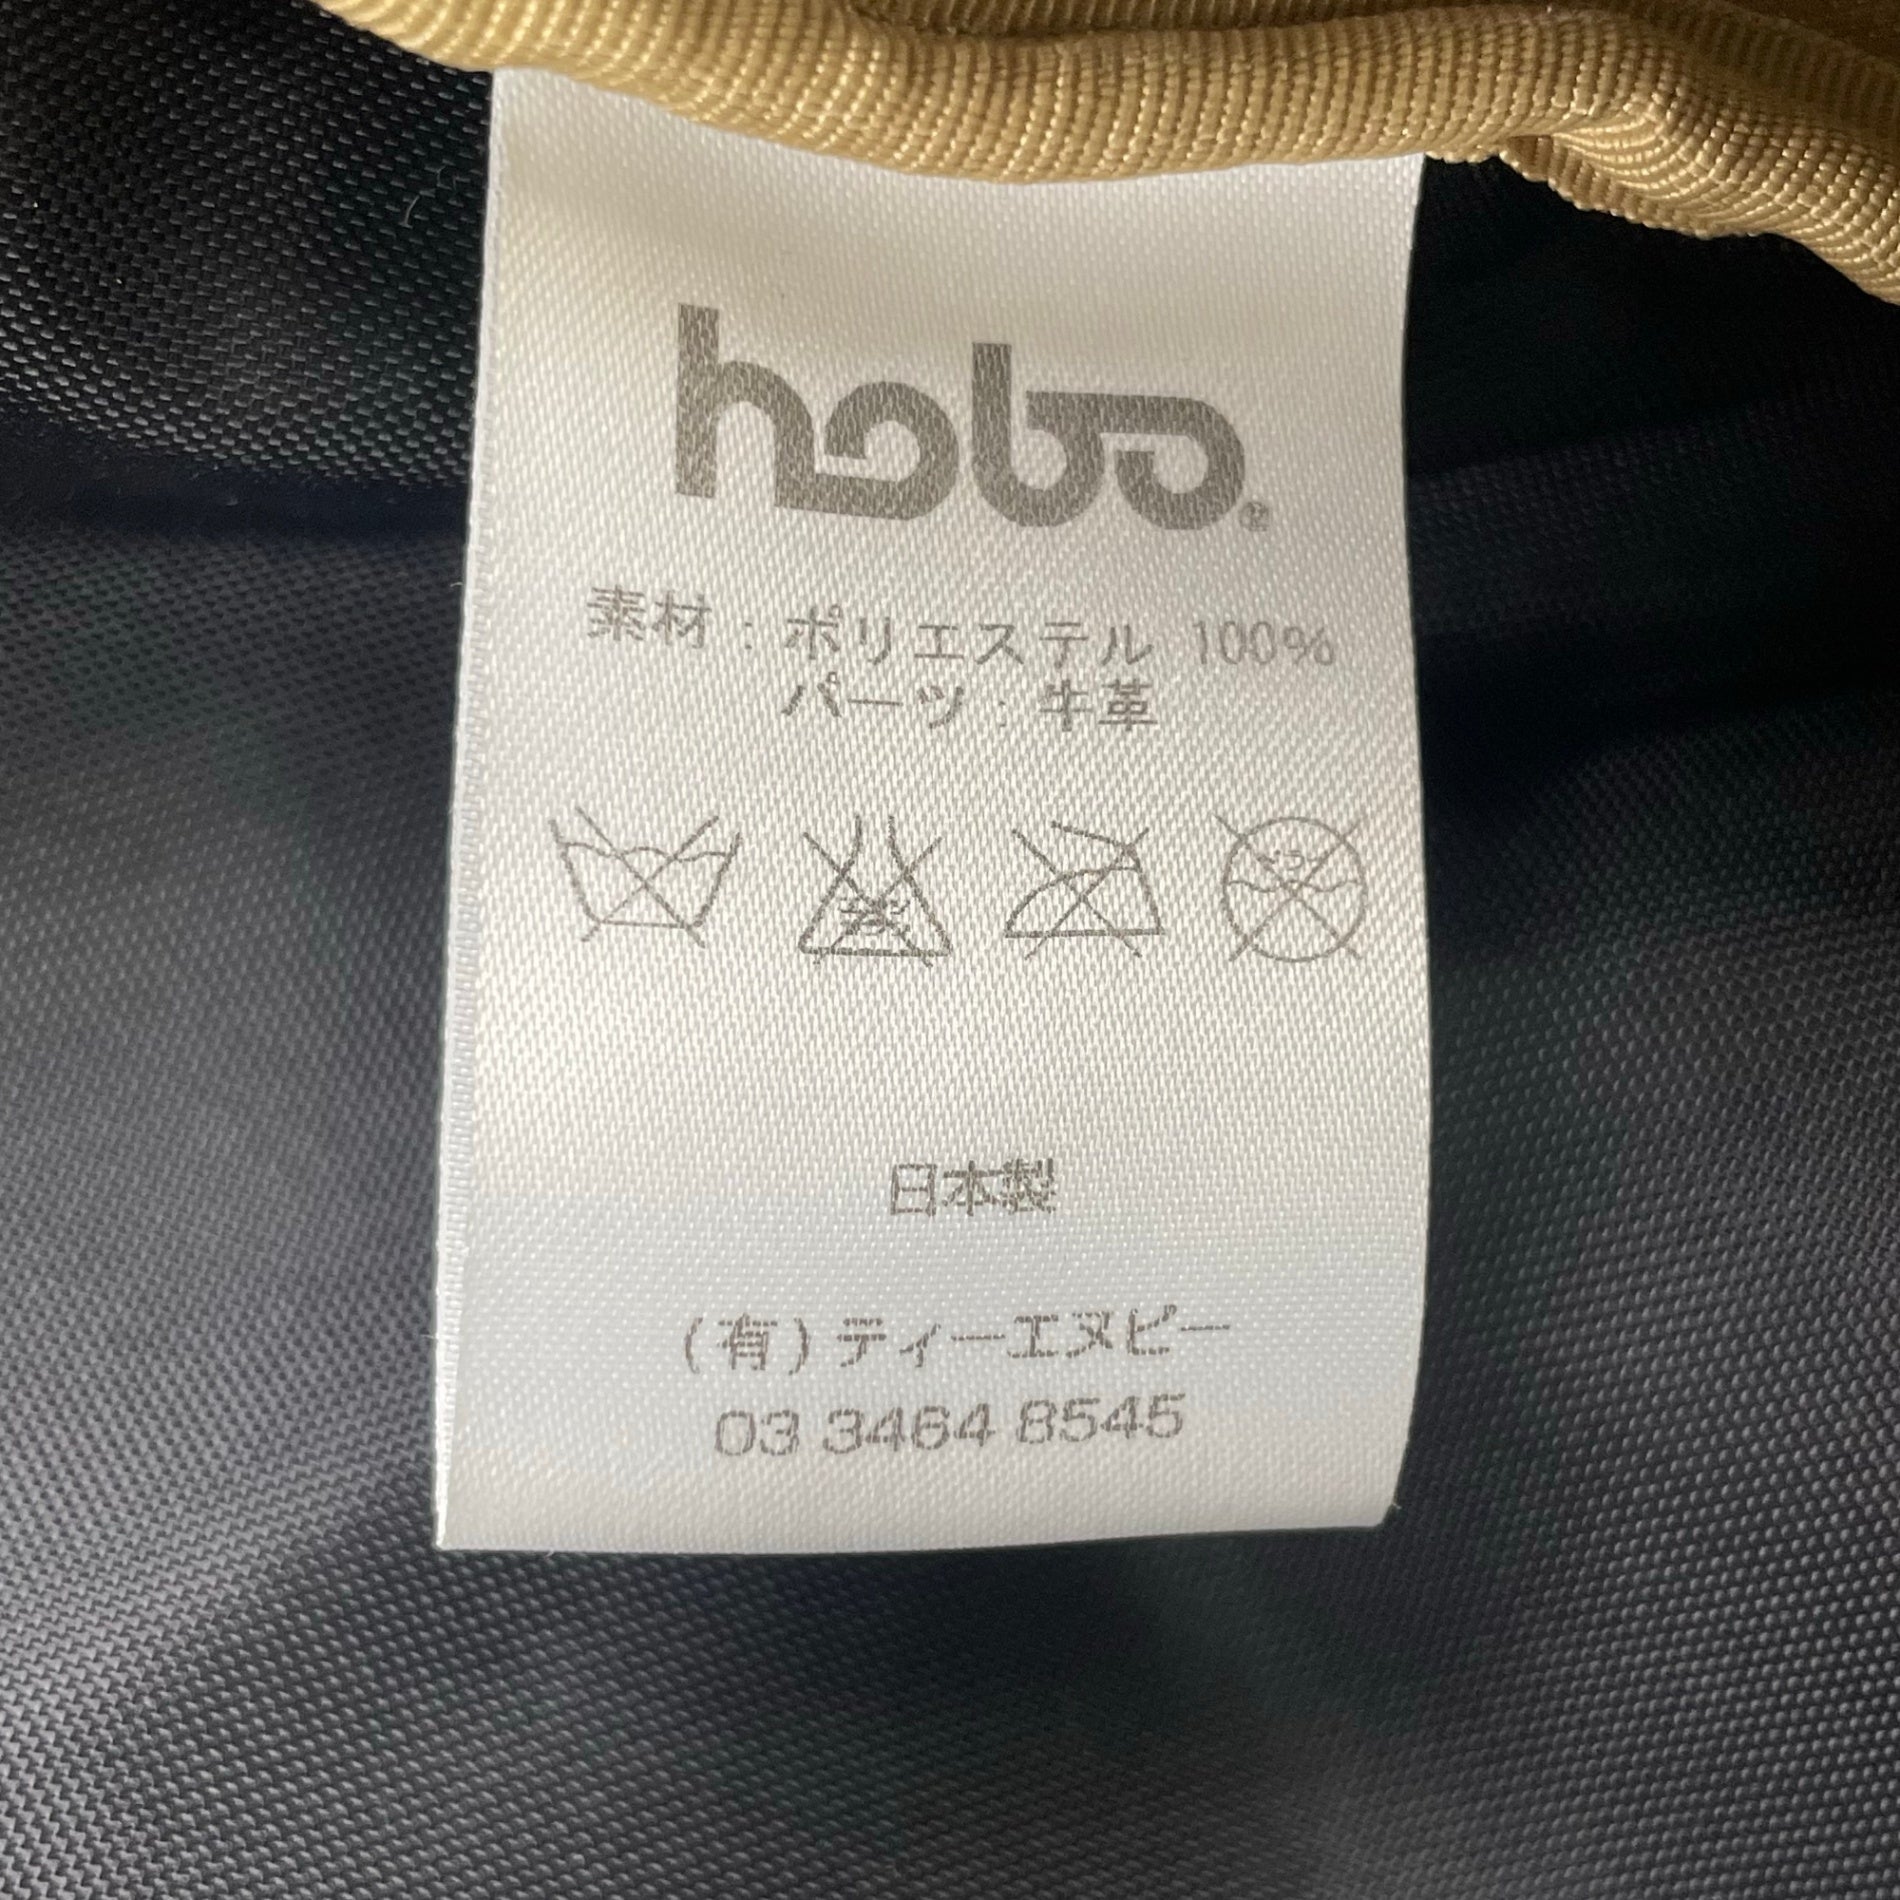 hobo®
素材：ポリエステル 100%
パーツ：牛革
日本製
(有)ティーエヌピー
03 3464 8545